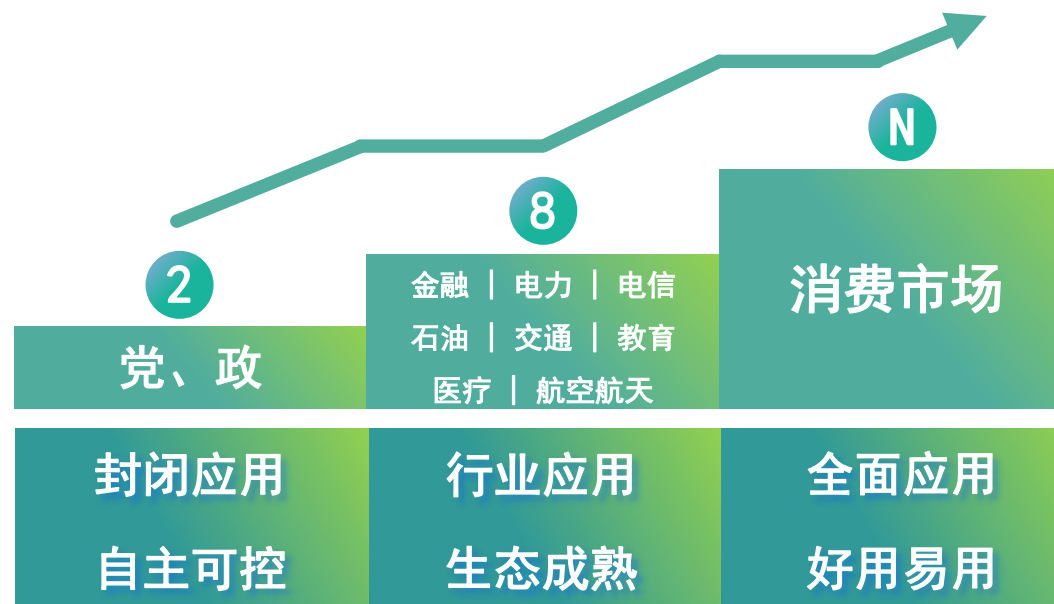 2
党、政
封闭应用
自主可控
8
金融 | 电力 | 电信
石油 | 交通 | 教育
医疗 | 航空航天
行业应用
生态成熟
N
消费市场
全面应用
好用易用